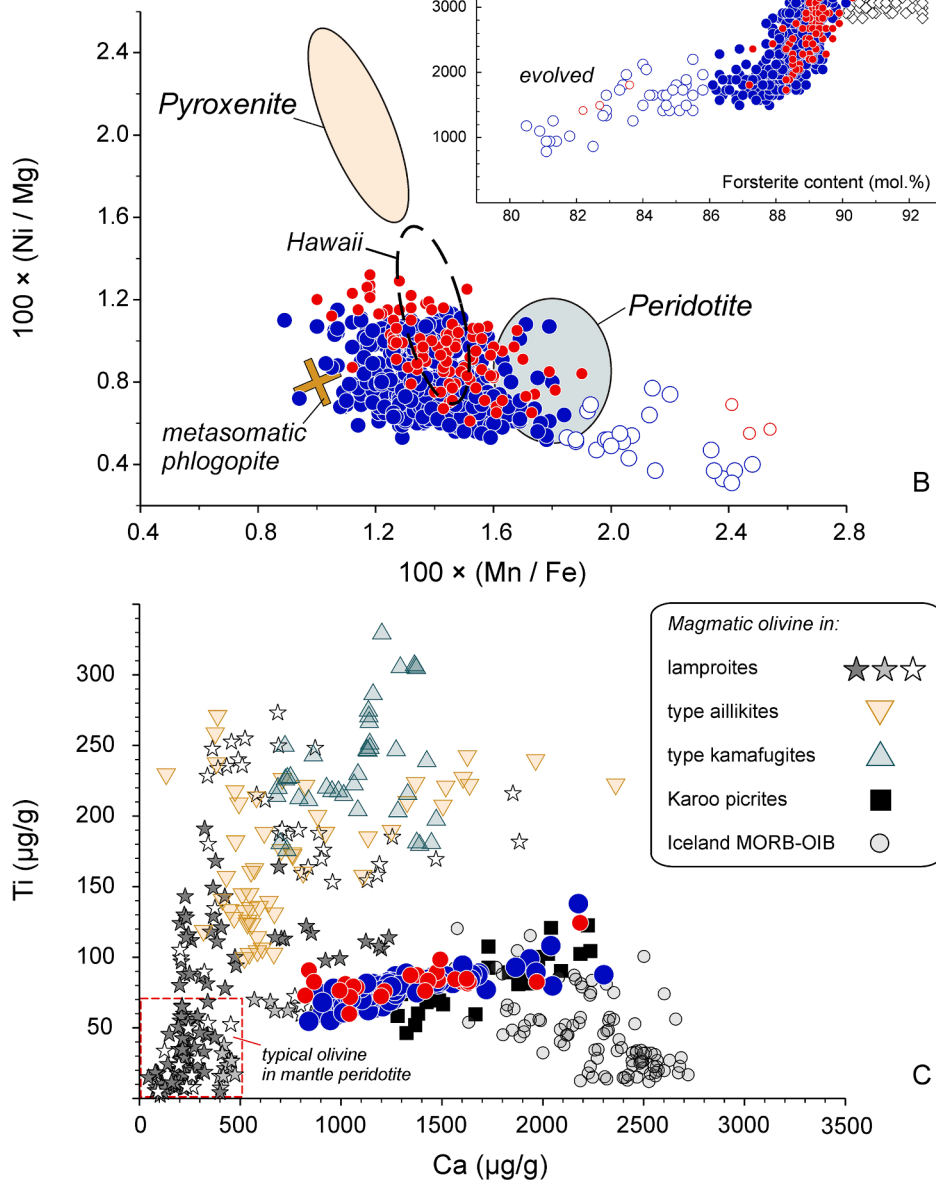 3000
2000
1000
evolved
Forsterite content (mol.%)
80 82 84 86 88 90 92
100 × (Ni / Mg)
2.4
2.0
1.6
1.2
0.8
0.4
Pyroxenite
Hawaii
Peridotite
metasomatic
phlogopite
B
0.4 0.8 1.2 1.6 2.0 2.4 2.8
100 × (Mn / Fe)
Ti (µg/g)
300
250
200
150
100
50
Magmatic olivine in:
lamproites
type aillikites
type kamafugites
Karoo picrites
Iceland MORB-OIB
typical olivine
in mantle peridotite
C
0 500 1000 1500 2000 2500 3000 3500
Ca (µg/g)